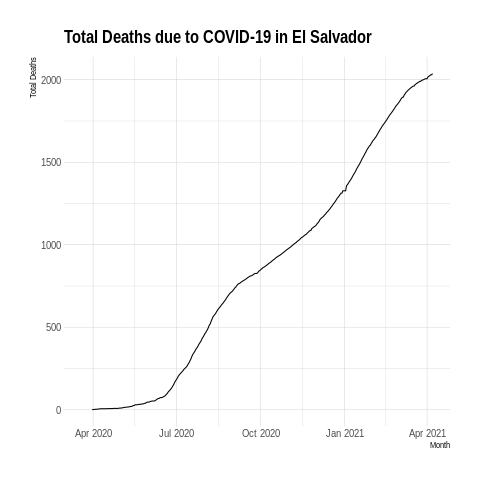 Total Deaths due to COVID-19 in El Salvador
Total Deaths
2000
1500
1000
500
0
Apr 2020
Jul 2020
Oct 2020
Jan 2021
Apr 2021
Month